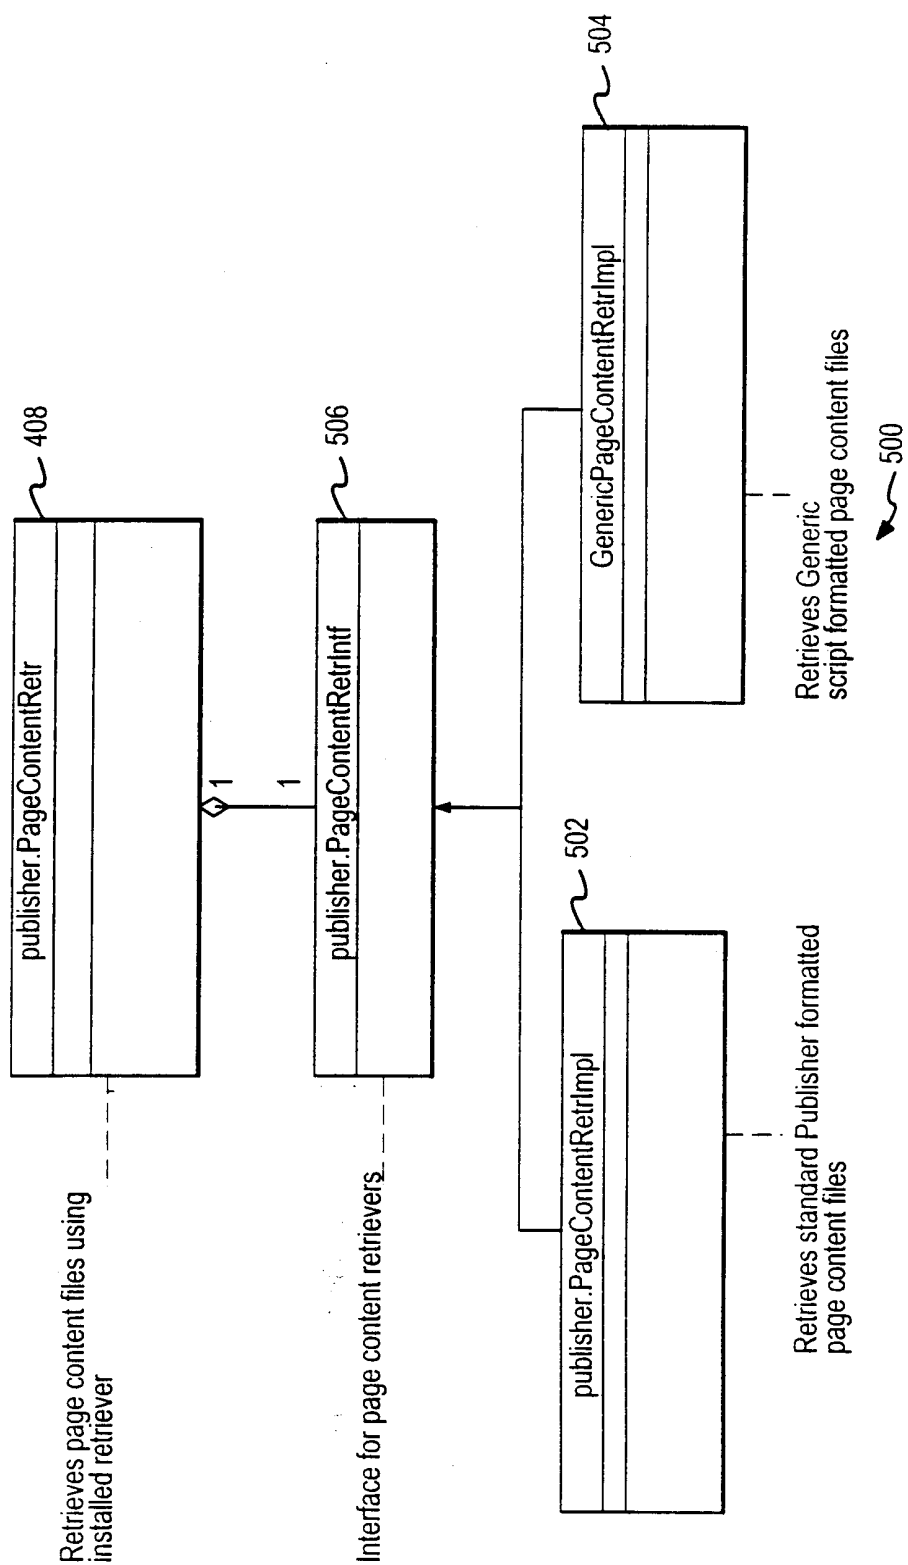 Retrieves page content files using
installed retriever
publisher.PageContentRetr
408
1
1
Interface for page content retrievers
publisher.PageContentRetrIntf
506
publisher.PageContentRetrImpl
502
GenericPageContentRetrImpl
504
Retrieves standard Publisher formatted
page content files
Retrieves Generic
script formatted page content files
500